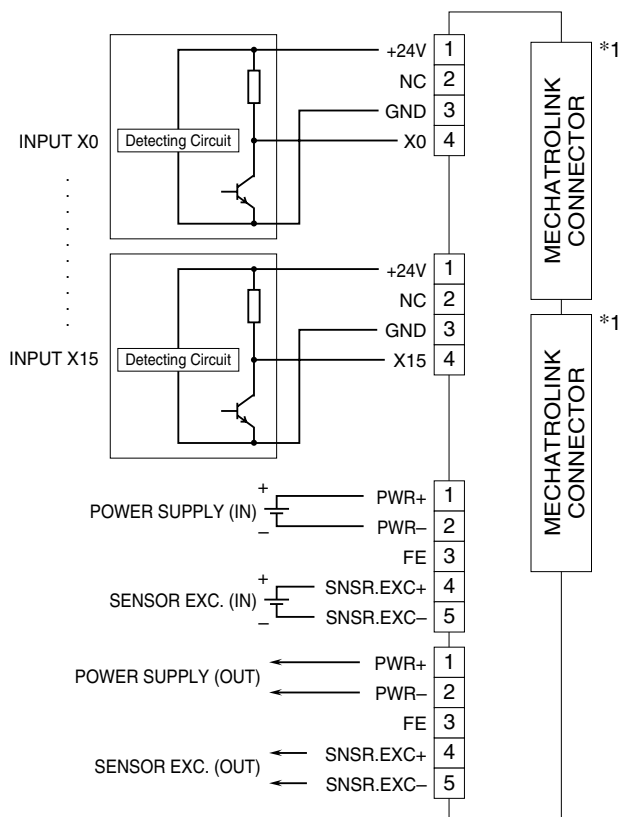 +24V 1
NC 2
GND 3
X0 4
INPUT X0
Detecting Circuit
+24V 1
NC 2
GND 3
X15 4
INPUT X15
Detecting Circuit
POWER SUPPLY (IN)
+
–
PWR+ 1
PWR– 2
FE 3
SENSOR EXC. (IN)
+
–
SNSR.EXC+ 4
SNSR.EXC– 5
POWER SUPPLY (OUT)
PWR+ 1
PWR– 2
FE 3
SENSOR EXC. (OUT)
SNSR.EXC+ 4
SNSR.EXC– 5
MECHATROLINK
CONNECTOR
*1
MECHATROLINK
CONNECTOR
*1